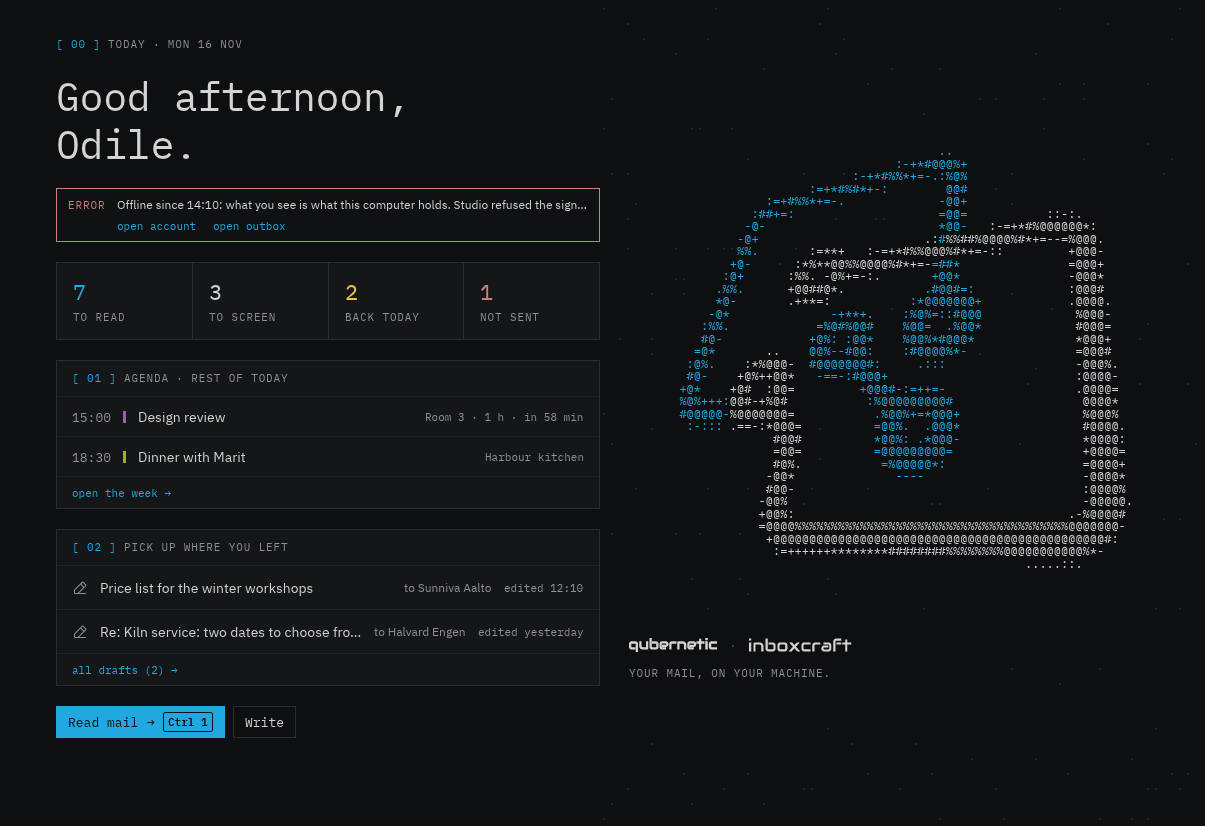 [ 00 ] TODAY · MON 16 NOV
Good afternoon,
Odile.
ERROR Offline since 14:10: what you see is what this computer holds. Studio refused the sign…
open account open outbox
7 3 2 1
TO READ TO SCREEN BACK TODAY NOT SENT
[ 01 ] AGENDA · REST OF TODAY
15:00 Design review Room 3 · 1 h · in 58 min
18:30 Dinner with Marit Harbour kitchen
open the week →
[ 02 ] PICK UP WHERE YOU LEFT
Price list for the winter workshops to Sunniva Aalto edited 12:10
Re: Kiln service: two dates to choose fro… to Halvard Engen edited yesterday
all drafts (2) →
Read mail → Ctrl 1 Write
qubernetic · inboxcraft
YOUR MAIL, ON YOUR MACHINE.